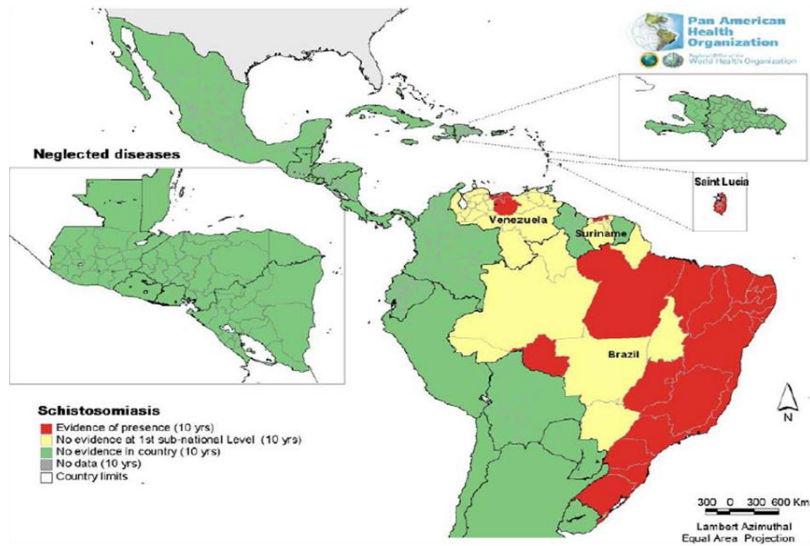 Pan American
Health
Organization
Regional Office of the
World Health Organization
Neglected diseases
Saint Lucia
Venezuela
Suriname
Brazil
Schistosomiasis
Evidence of presence (10 yrs)
No evidence at 1st sub-national Level (10 yrs)
No evidence in country (10 yrs)
No data (10 yrs)
Country limits
N
300 0 300 600 Km
Lambert Azimuthal
Equal Area Projection